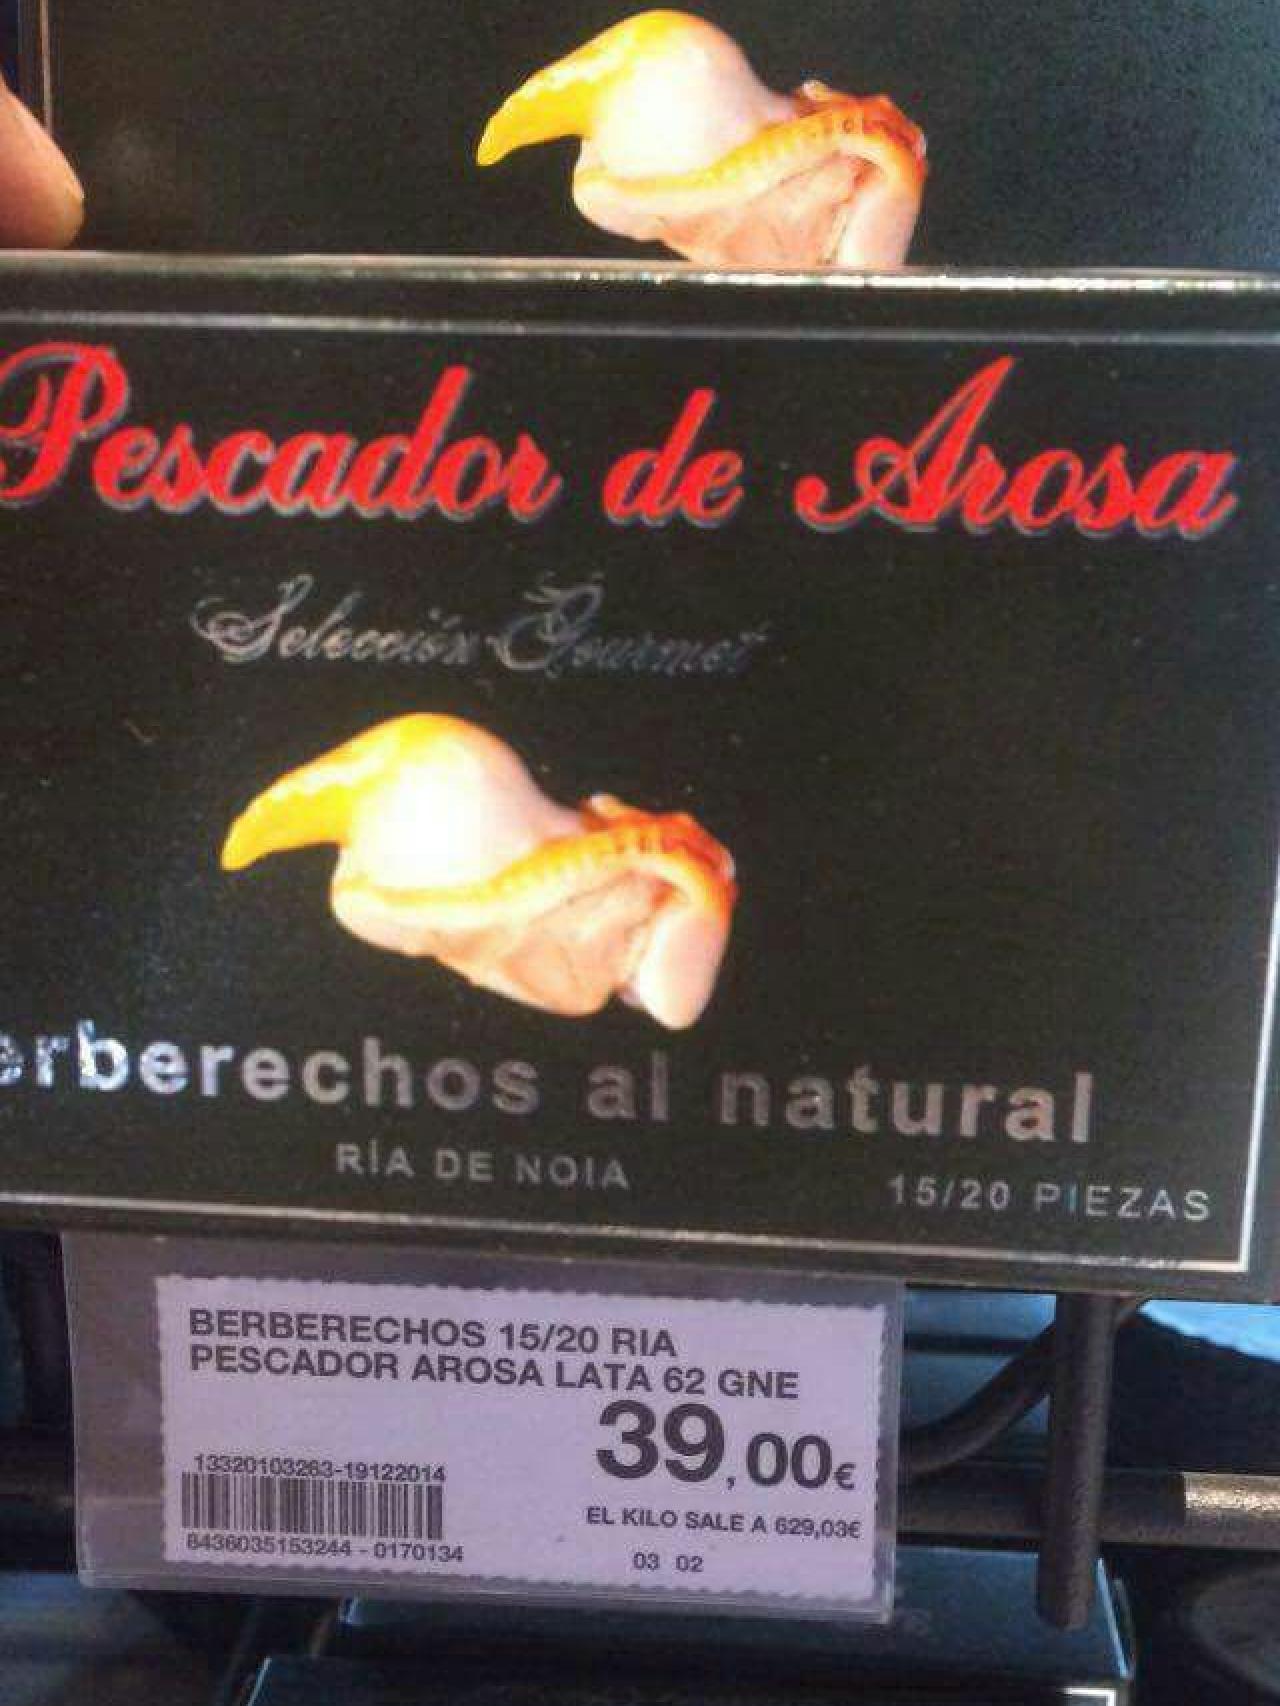 Pescador de Arosa
Selección Gourmet
erberechos al natural
RÍA DE NOIA
15/20 PIEZAS
BERBERECHOS 15/20 RIA
PESCADOR AROSA LATA 62 GNE
39,00€
13320103263-19122014
EL KILO SALE A 629,03€
8436035153244 - 0170134
03 02